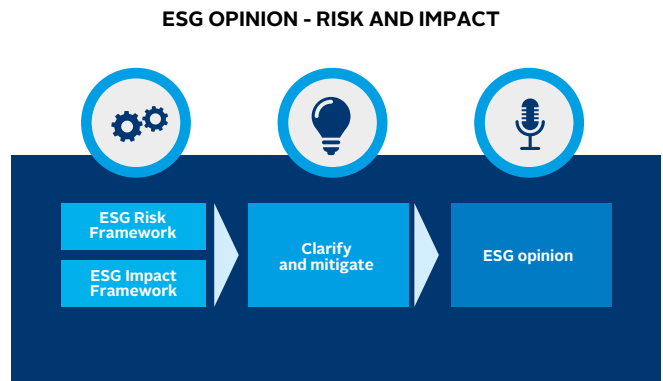 ESG OPINION - RISK AND IMPACT
ESG Risk
Framework
ESG Impact
Framework
Clarify
and mitigate
ESG opinion